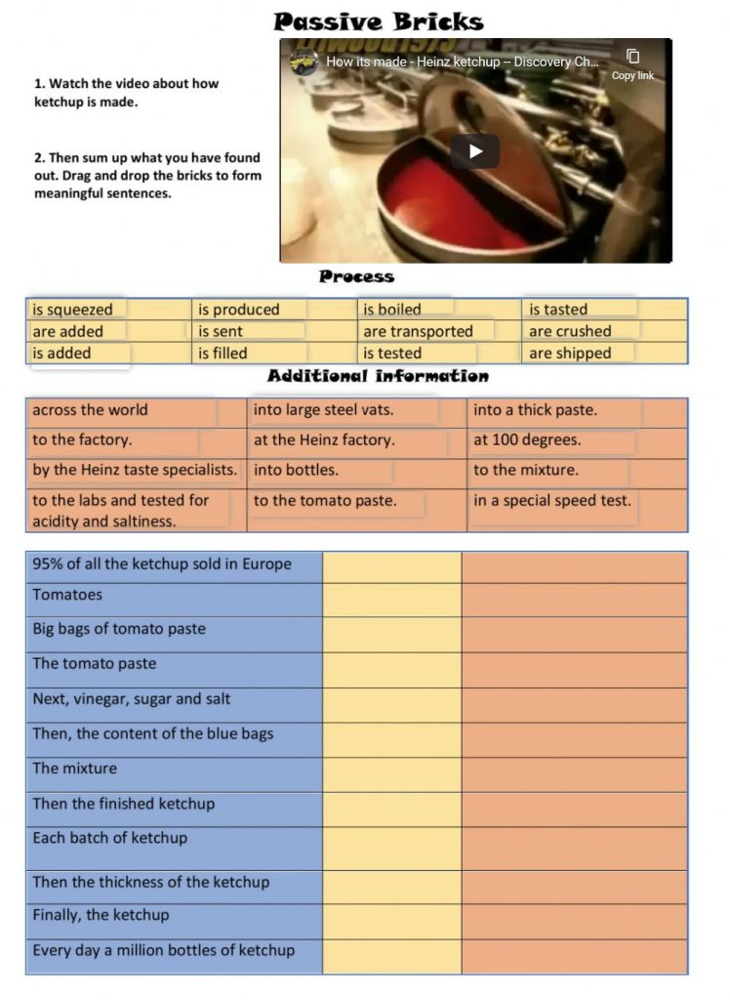 Passive Bricks
1. Watch the video about how
ketchup is made.
2. Then sum up what you have found
out. Drag and drop the bricks to form
meaningful sentences.
How its made - Heinz ketchup -- Discovery Ch...
Copy link
Process
is squeezed is produced is boiled is tasted
are added is sent are transported are crushed
is added is filled is tested are shipped
Additional information
across the world into large steel vats. into a thick paste.
to the factory. at the Heinz factory. at 100 degrees.
by the Heinz taste specialists. into bottles. to the mixture.
to the labs and tested for to the tomato paste. in a special speed test.
acidity and saltiness.
95% of all the ketchup sold in Europe
Tomatoes
Big bags of tomato paste
The tomato paste
Next, vinegar, sugar and salt
Then, the content of the blue bags
The mixture
Then the finished ketchup
Each batch of ketchup
Then the thickness of the ketchup
Finally, the ketchup
Every day a million bottles of ketchup